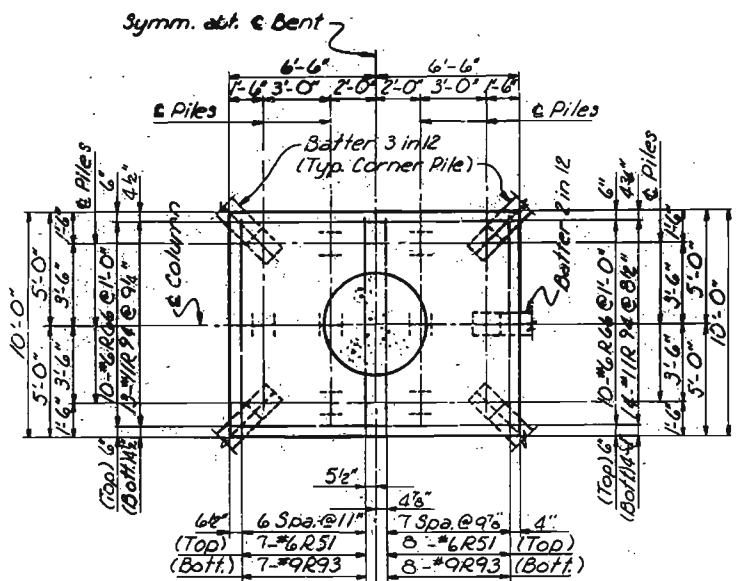 Symm. abt. ℄ Bent
6'-6" 6'-6"
1'-6" 3'-0" 2'-0" 2'-0" 3'-0" 1'-6"
℄ Piles ℄ Piles
Batter 3 in 12
(Typ. Corner Pile)
℄ Piles
6"
4½"
Batter 2 in 12
6"
4¼"
℄ Piles
℄ Column
10'-0"
5'-0"
5'-0"
1'-6"
3'-6"
3'-6"
1'-6"
10-#6R66 @ 1'-0"
13-#11R94 @ 9¼"
(Top) 6"
(Bott.) 4½"
10-#6R66 @ 1'-0"
14-#11R94 @ 8½"
(Top) 6"
(Bott.) 4¼"
1'-6"
3'-6"
3'-6"
1'-6"
5'-0"
5'-0"
10'-0"
5½"
4⅞"
6½" 6 Spa. @ 11" 7 Spa. @ 9⅞" 4"
(Top) 7-#6R51 8-#6R51 (Top)
(Bott.) 7-#9R93 8-#9R93 (Bott.)